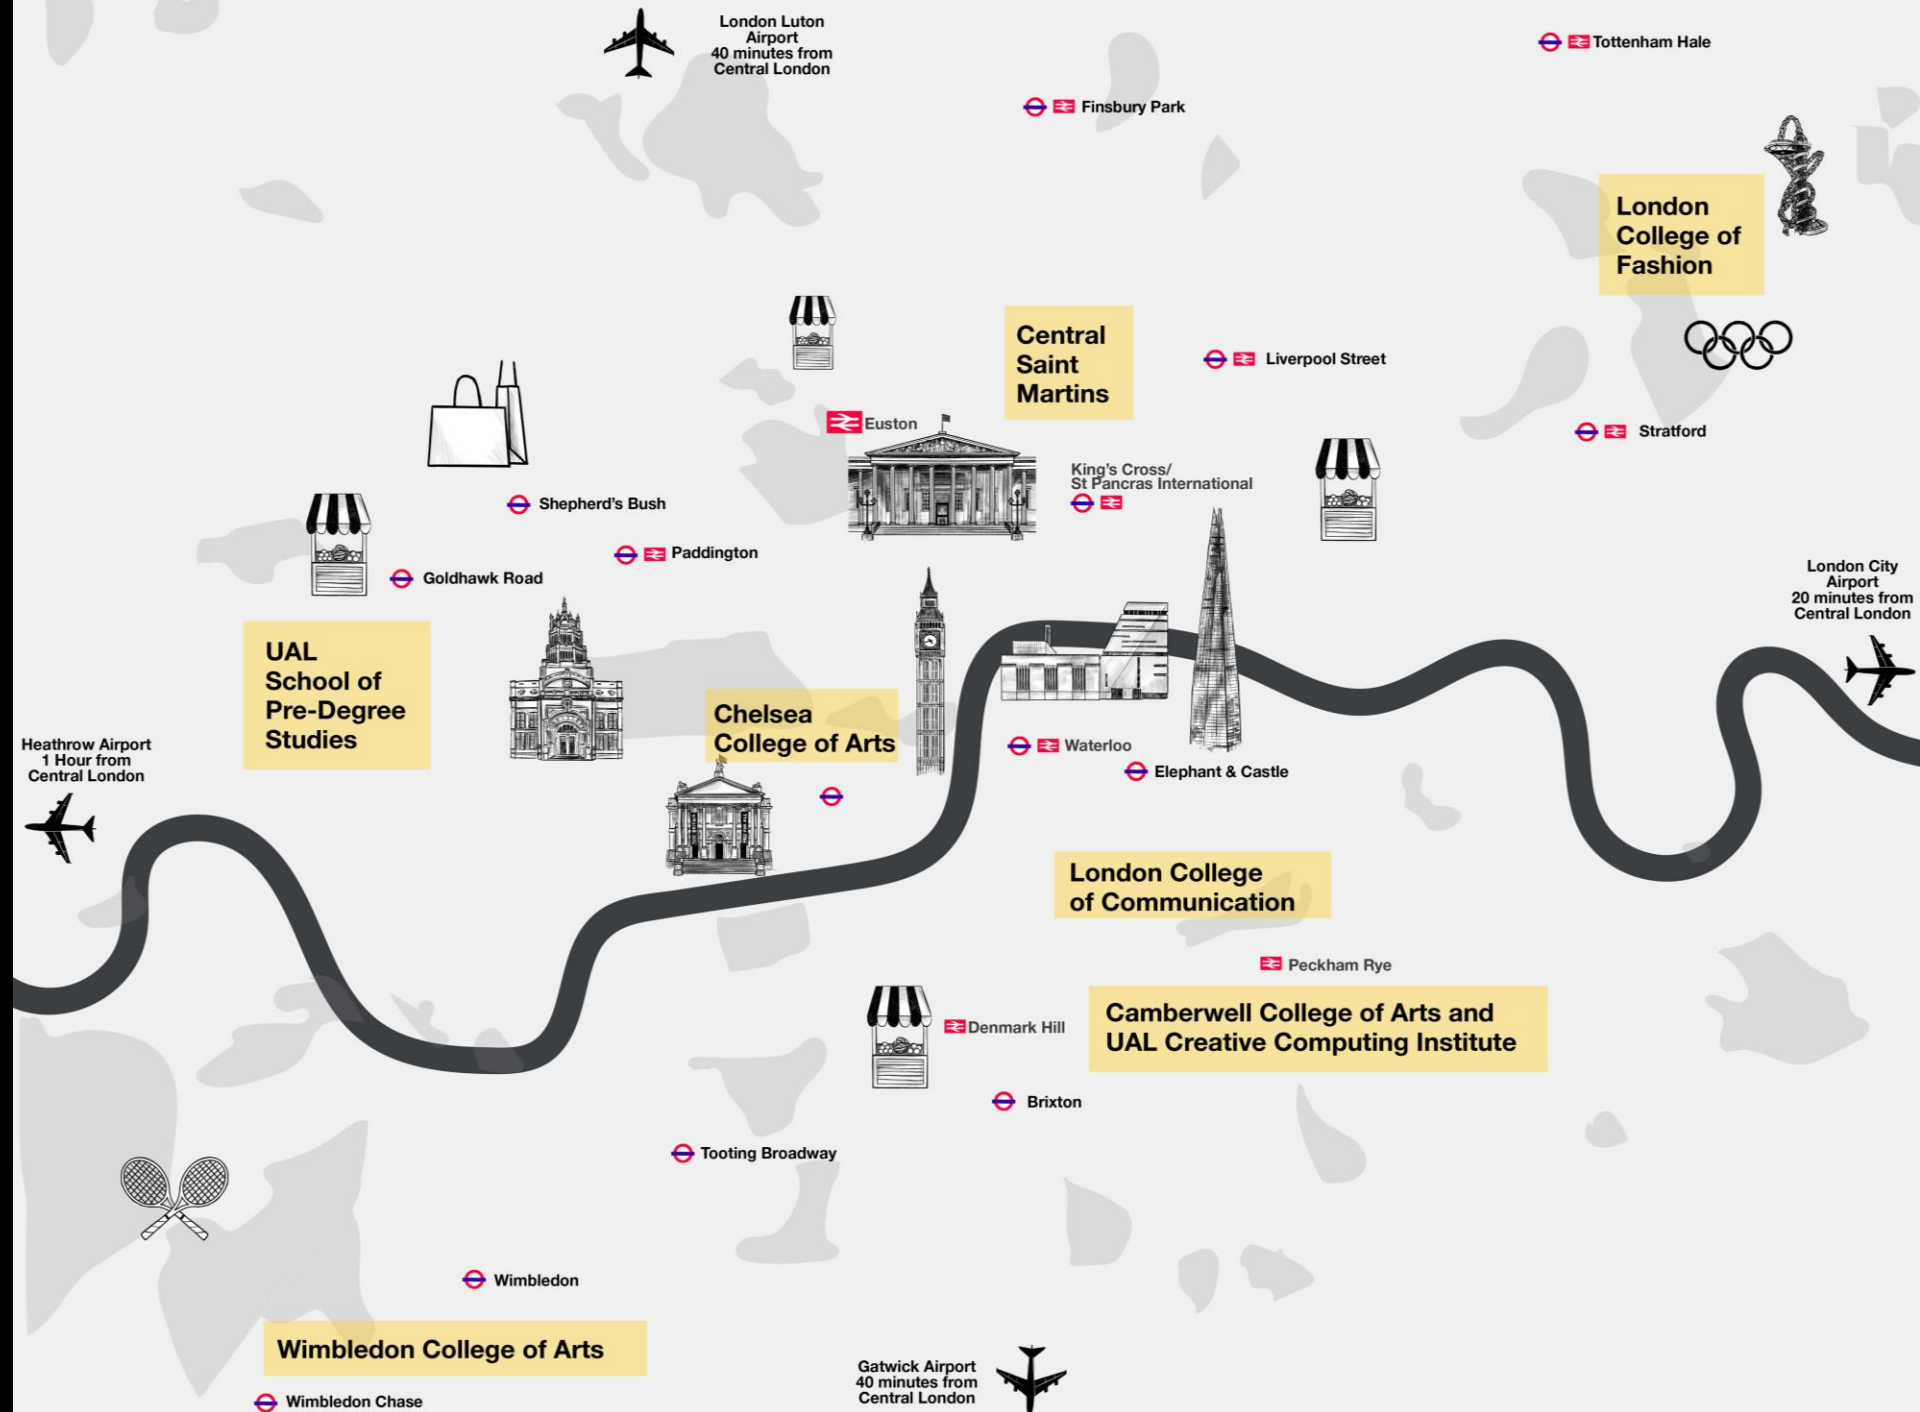 London Luton
Airport
40 minutes from
Central London
Tottenham Hale
Finsbury Park
London
College of
Fashion
Central
Saint
Martins
Liverpool Street
Euston
Stratford
King's Cross/
St Pancras International
Shepherd's Bush
Paddington
Goldhawk Road
London City
Airport
20 minutes from
Central London
UAL
School of
Pre-Degree
Studies
Chelsea
College of Arts
Heathrow Airport
1 Hour from
Central London
Waterloo
Elephant & Castle
London College
of Communication
Peckham Rye
Camberwell College of Arts and
UAL Creative Computing Institute
Denmark Hill
Brixton
Tooting Broadway
Wimbledon
Wimbledon College of Arts
Gatwick Airport
40 minutes from
Central London
Wimbledon Chase